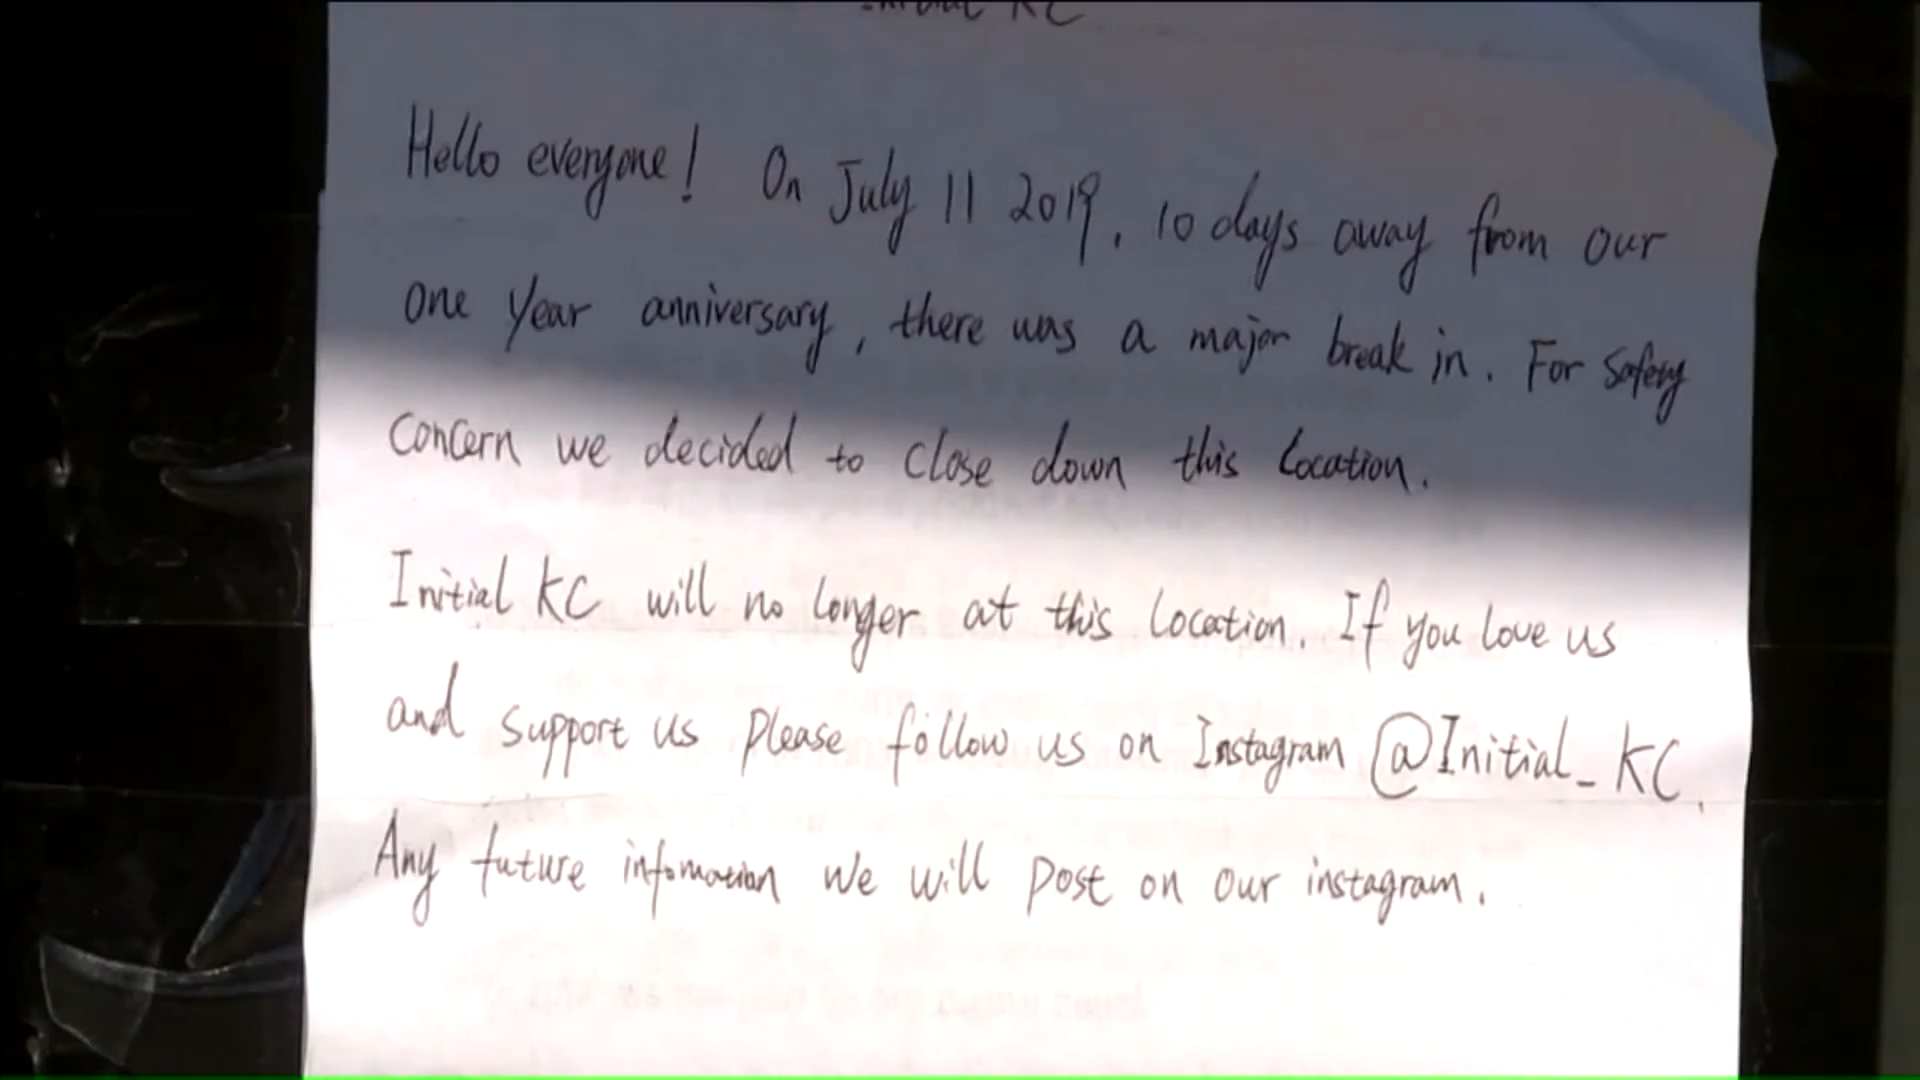 Initial KC
Hello everyone! On July 11 2019, 10 days away from our
one year anniversary, there was a major break in. For Safety
concern we decided to close down this location.
Initial KC will no longer at this location. If you love us
and support us please follow us on Instagram @Initial_KC.
Any future infomation we will post on our instagram.